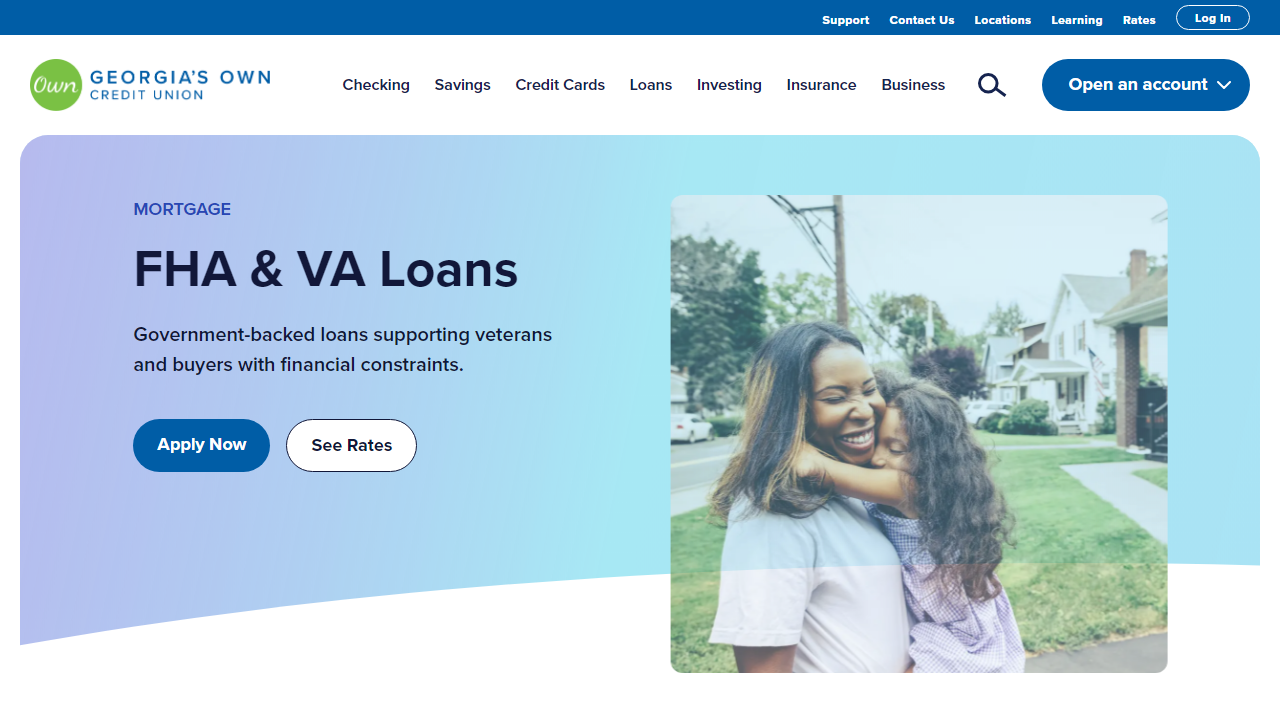 Support Contact Us Locations Learning Rates Log In
Own GEORGIA'S OWN
CREDIT UNION
Checking Savings Credit Cards Loans Investing Insurance Business Open an account
MORTGAGE
FHA & VA Loans
Government-backed loans supporting veterans
and buyers with financial constraints.
Apply Now See Rates